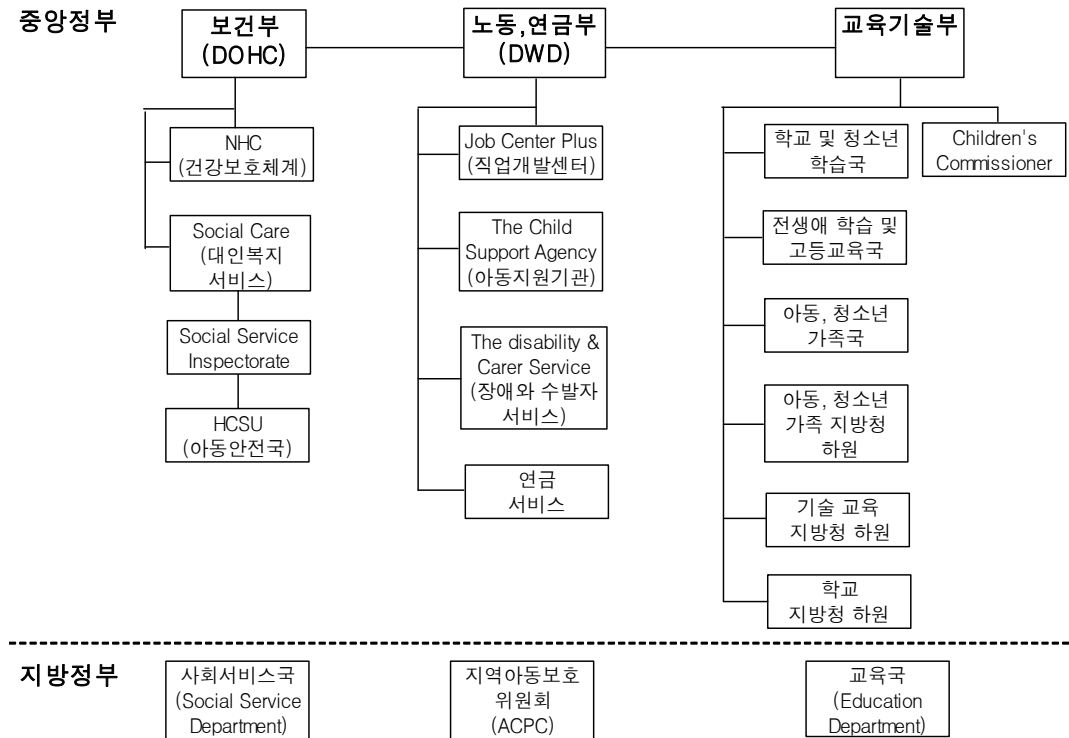 중앙정부
보건부
(DOHC)
노동,연금부
(DWD)
교육기술부
NHC
(건강보호체계)
Social Care
(대인복지
서비스)
Social Service
Inspectorate
HCSU
(아동안전국)
Job Center Plus
(직업개발센터)
The Child
Support Agency
(아동지원기관)
The disability &
Carer Service
(장애와 수발자
서비스)
연금
서비스
학교 및 청소년
학습국
Children's
Commissioner
전생애 학습 및
고등교육국
아동, 청소년
가족국
아동, 청소년
가족 지방청
하원
기술 교육
지방청 하원
학교
지방청 하원
지방정부
사회서비스국
(Social Service
Department)
지역아동보호
위원회
(ACPC)
교육국
(Education
Department)